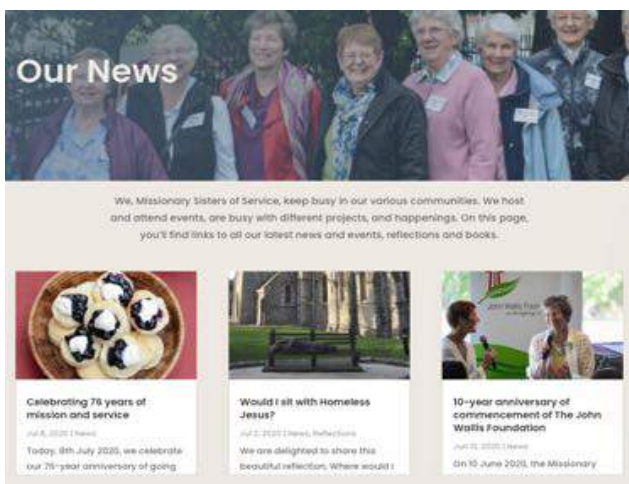 Our News
We, Missionary Sisters of Service, keep busy in our various communities. We host
and attend events, are busy with different projects, and happenings. On this page,
you'll find links to all our latest news and events, reflections and books.
Celebrating 76 years of
mission and service
Jul 8, 2020 | News
Today, 8th July 2020, we celebrate
our 76-year anniversary of going
Would I sit with Homeless
Jesus?
Jul 2, 2020 | News, Reflections
We are delighted to share this
beautiful reflection, Where would I
John Wallis Foun
10-year anniversary of
commencement of The John
Wallis Foundation
2020 | News
On 10 June 2020, the Missionary